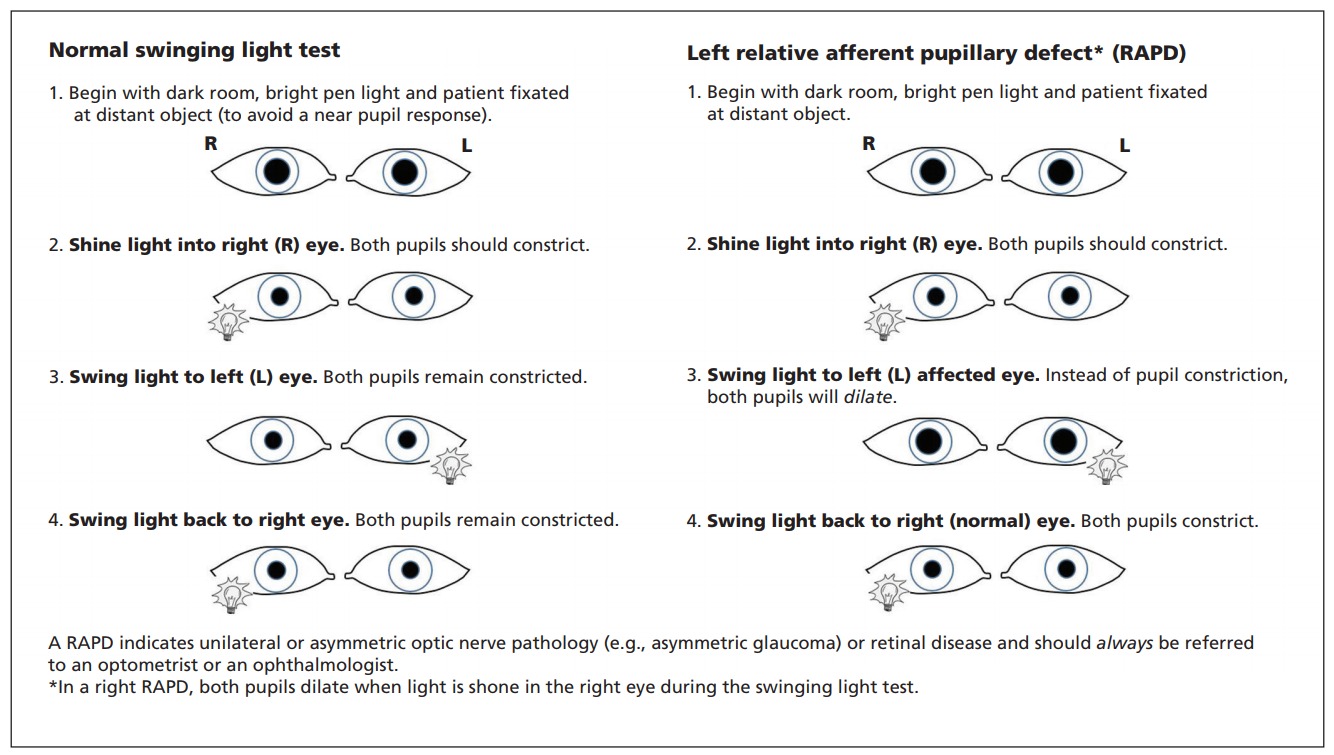 Normal swinging light test
1. Begin with dark room, bright pen light and patient fixated
at distant object (to avoid a near pupil response).
R
L
2. Shine light into right (R) eye. Both pupils should constrict.
3. Swing light to left (L) eye. Both pupils remain constricted.
4. Swing light back to right eye. Both pupils remain constricted.
Left relative afferent pupillary defect* (RAPD)
1. Begin with dark room, bright pen light and patient fixated
at distant object.
R
L
2. Shine light into right (R) eye. Both pupils should constrict.
3. Swing light to left (L) affected eye. Instead of pupil constriction,
both pupils will dilate.
4. Swing light back to right (normal) eye. Both pupils constrict.
A RAPD indicates unilateral or asymmetric optic nerve pathology (e.g., asymmetric glaucoma) or retinal disease and should always be referred
to an optometrist or an ophthalmologist.
*In a right RAPD, both pupils dilate when light is shone in the right eye during the swinging light test.